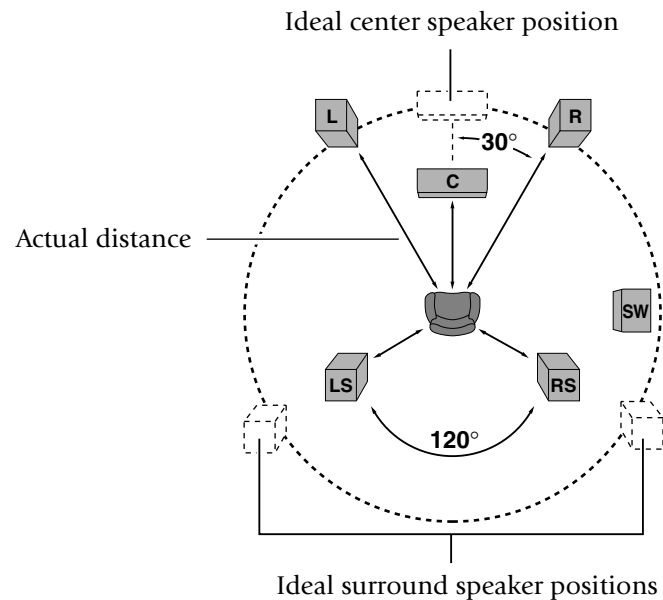 Ideal center speaker position
L
R
30°
C
Actual distance
SW
LS
RS
120°
Ideal surround speaker positions